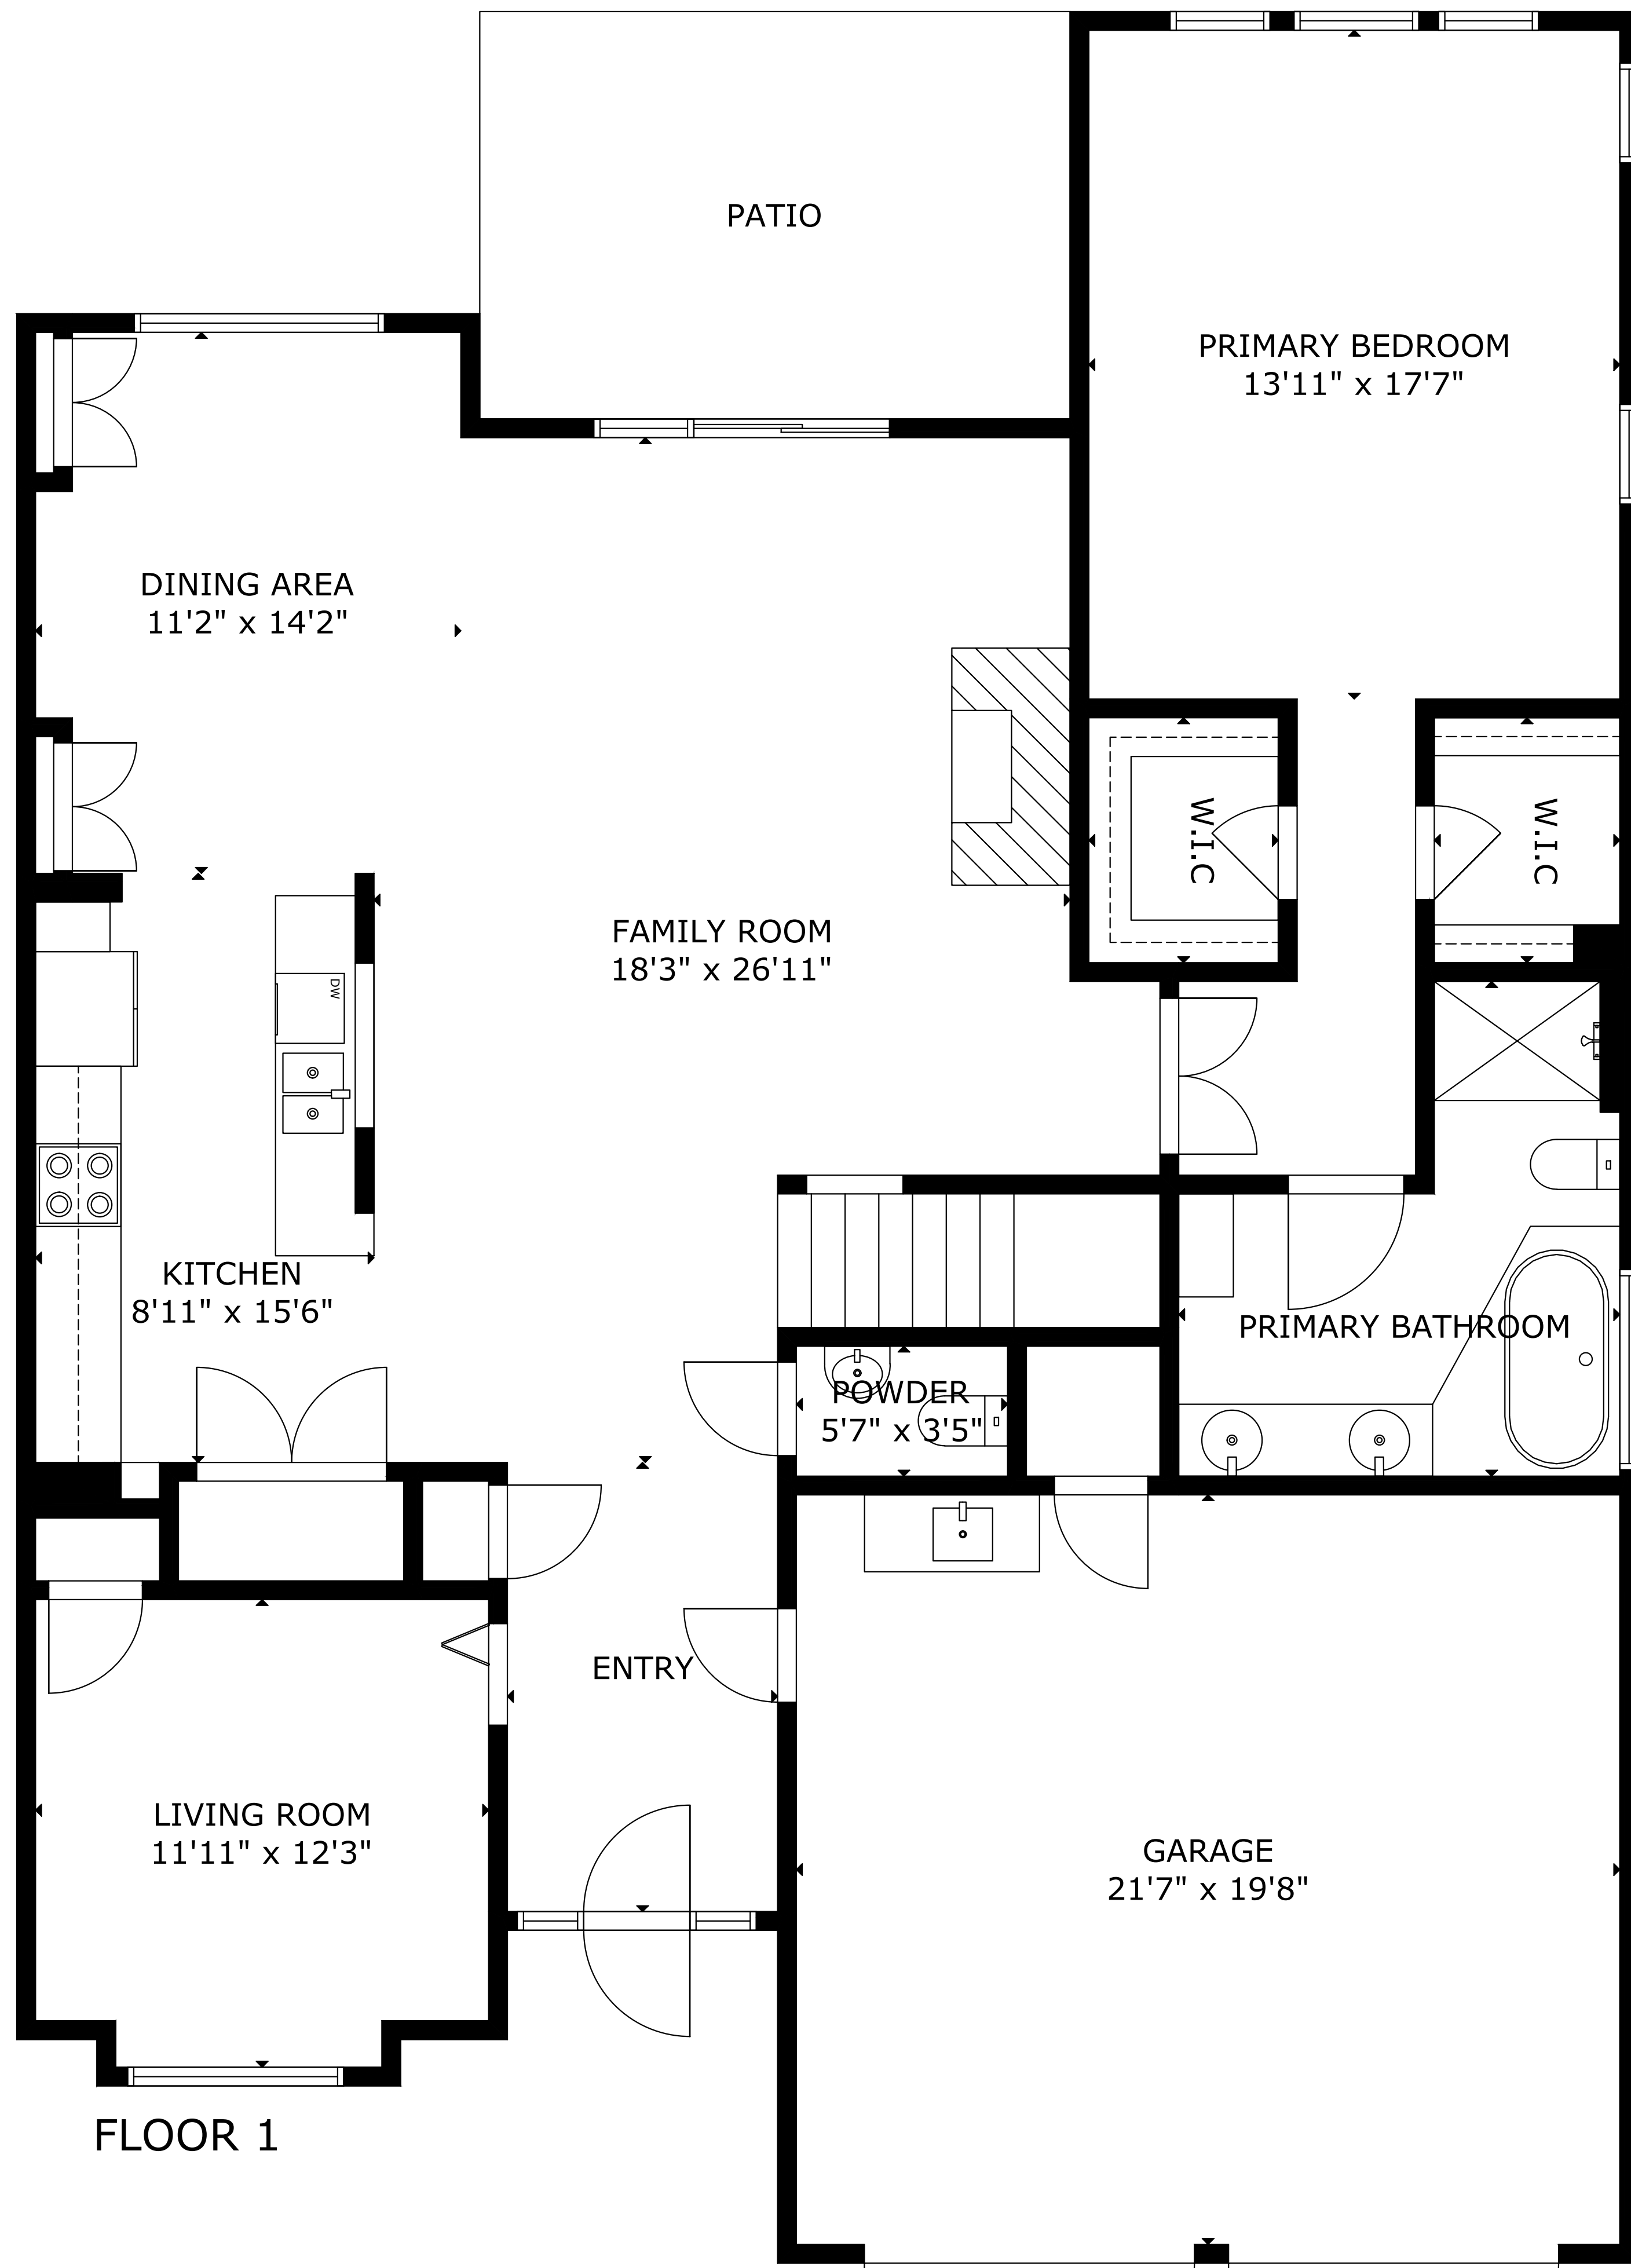 PATIO
PRIMARY BEDROOM
13'11" x 17'7"
DINING AREA
11'2" x 14'2"
W.I.C
W.I.C
FAMILY ROOM
18'3" x 26'11"
DW
KITCHEN
8'11" x 15'6"
PRIMARY BATHROOM
POWDER
5'7" x 3'5"
ENTRY
LIVING ROOM
11'11" x 12'3"
GARAGE
21'7" x 19'8"
FLOOR 1